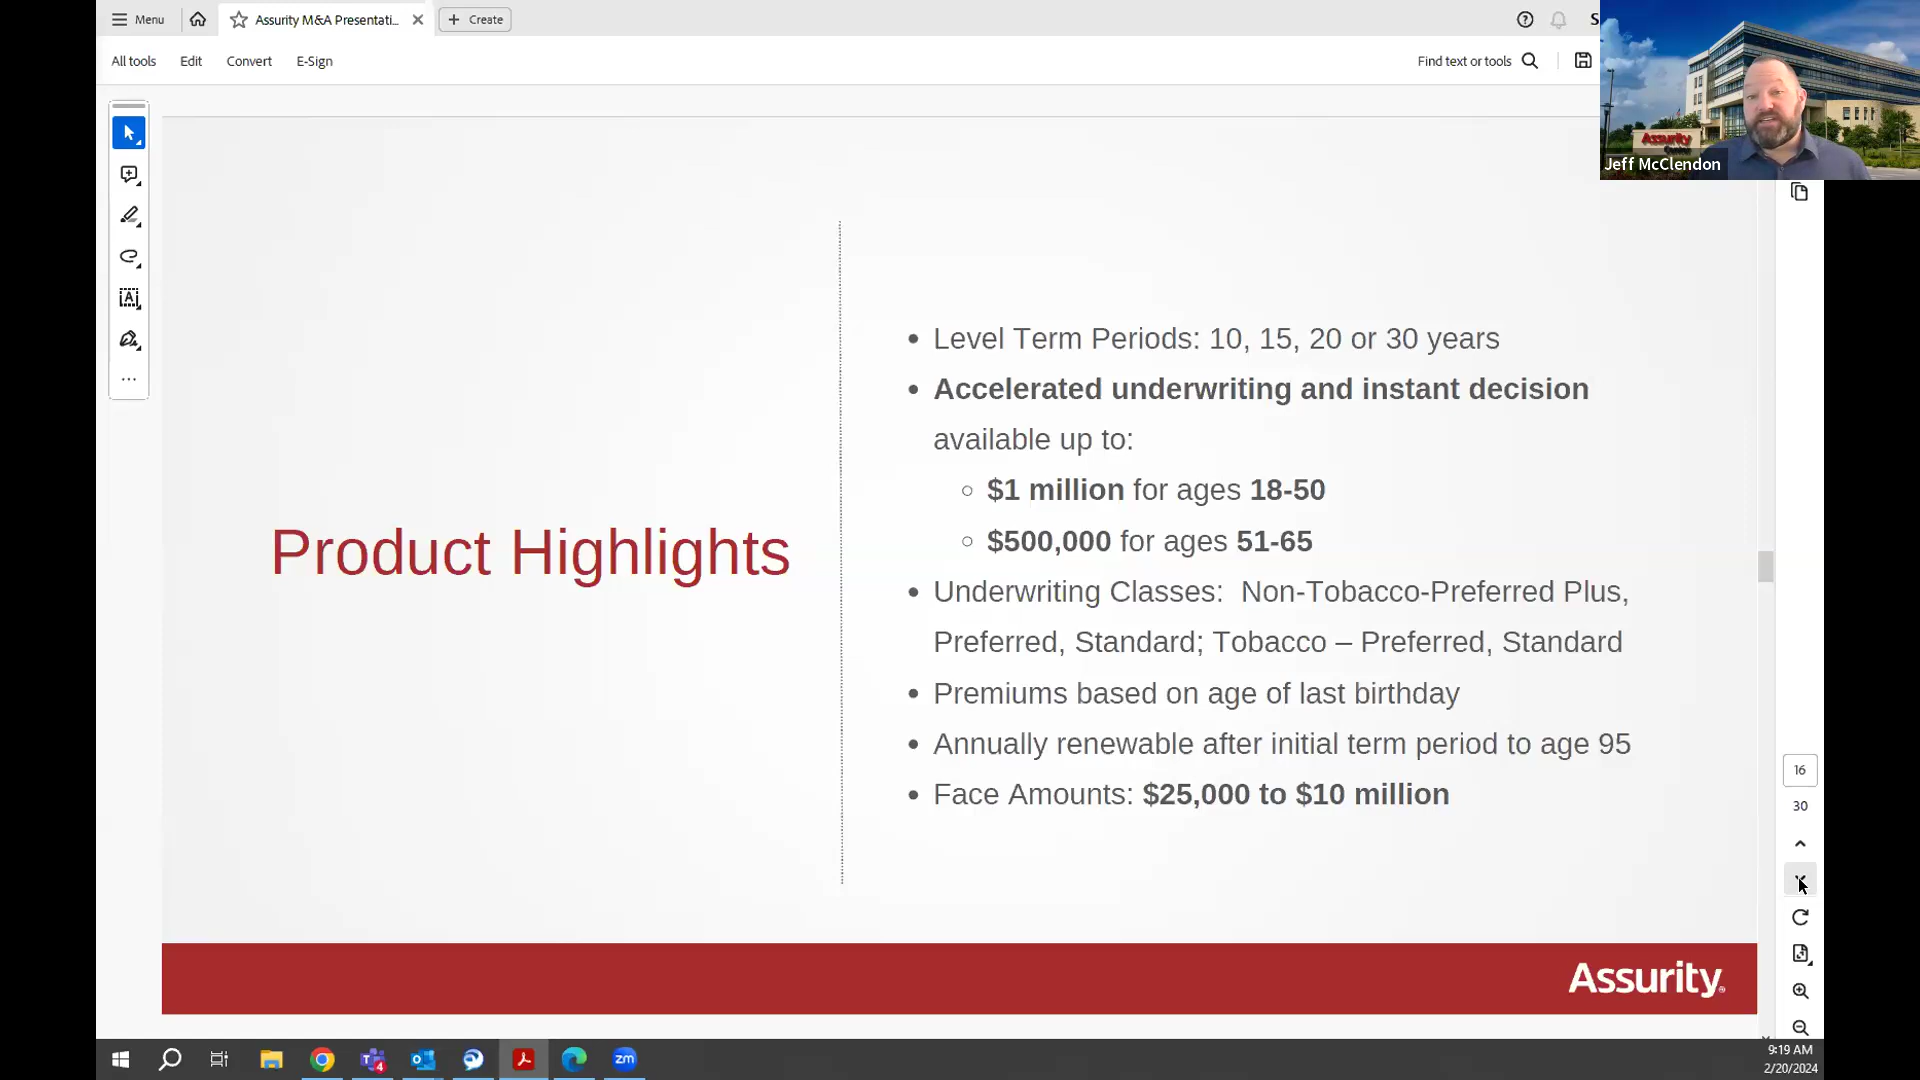 Menu
Assurity M&A Presentati...
Create
S
All tools
Edit
Convert
E-Sign
Find text or tools
Assurity
Jeff McClendon
Product Highlights
• Level Term Periods: 10, 15, 20 or 30 years
• Accelerated underwriting and instant decision
available up to:
○ $1 million for ages 18-50
○ $500,000 for ages 51-65
• Underwriting Classes:  Non-Tobacco-Preferred Plus,
Preferred, Standard; Tobacco – Preferred, Standard
• Premiums based on age of last birthday
• Annually renewable after initial term period to age 95
• Face Amounts: $25,000 to $10 million
16
30
Assurity®
4
zm
9:19 AM
2/20/2024